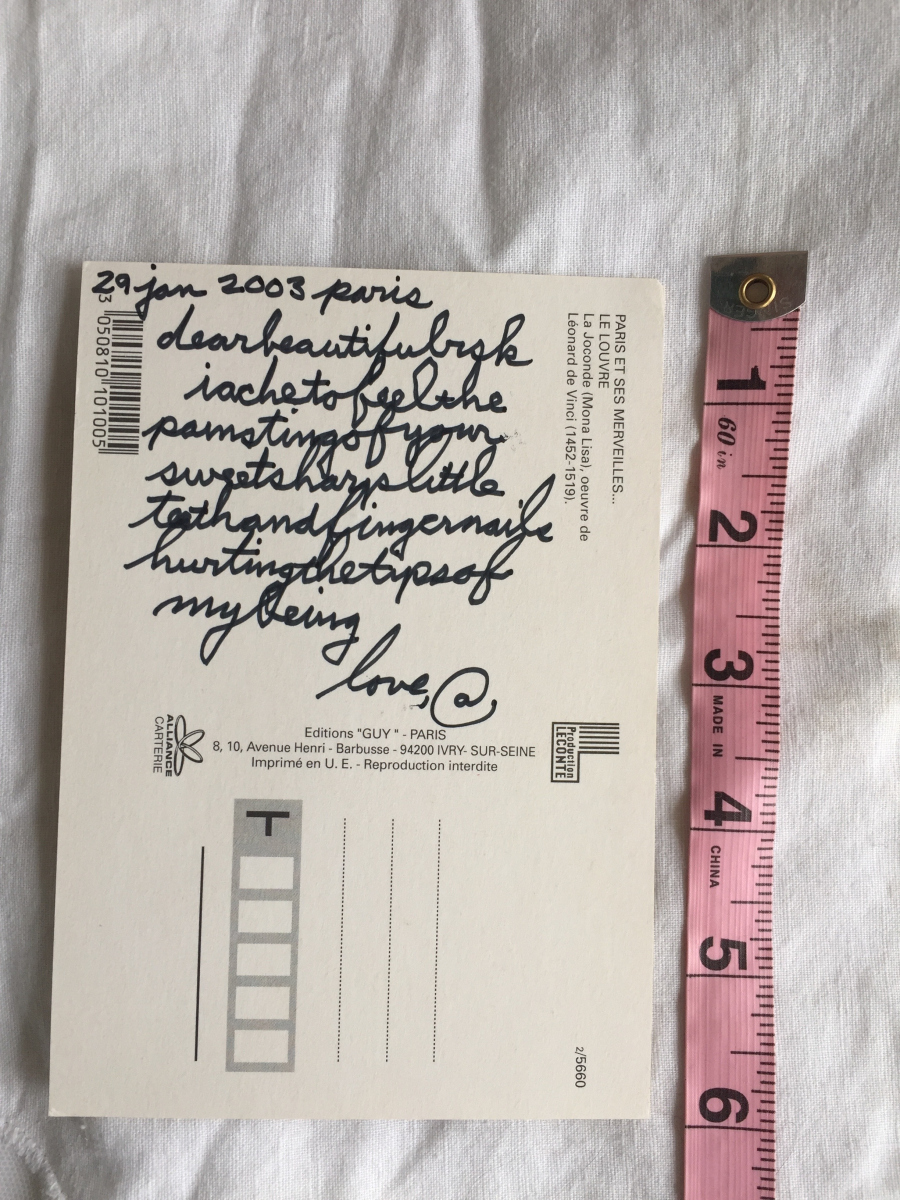 29 jan 2003 paris
dearbeautifulbrgk
iachetofeelthe
painstingofyour
sweetsharplittle
teethandfingernails
hurtingthetipsof
mybeing
love, @
3 050810 101005
PARIS ET SES MERVEILLES...
LE LOUVRE
La Joconde (Mona Lisa), oeuvre de
Léonard de Vinci (1452-1519).
Editions "GUY" - PARIS
8, 10, Avenue Henri - Barbusse - 94200 IVRY- SUR-SEINE
Imprimé en U. E. - Reproduction interdite
ALLIANCE
CARTERIE
Production
LECONTE
T
2/5660
SINGER
1
60 in
2
3
MADE IN
4
CHINA
5
6